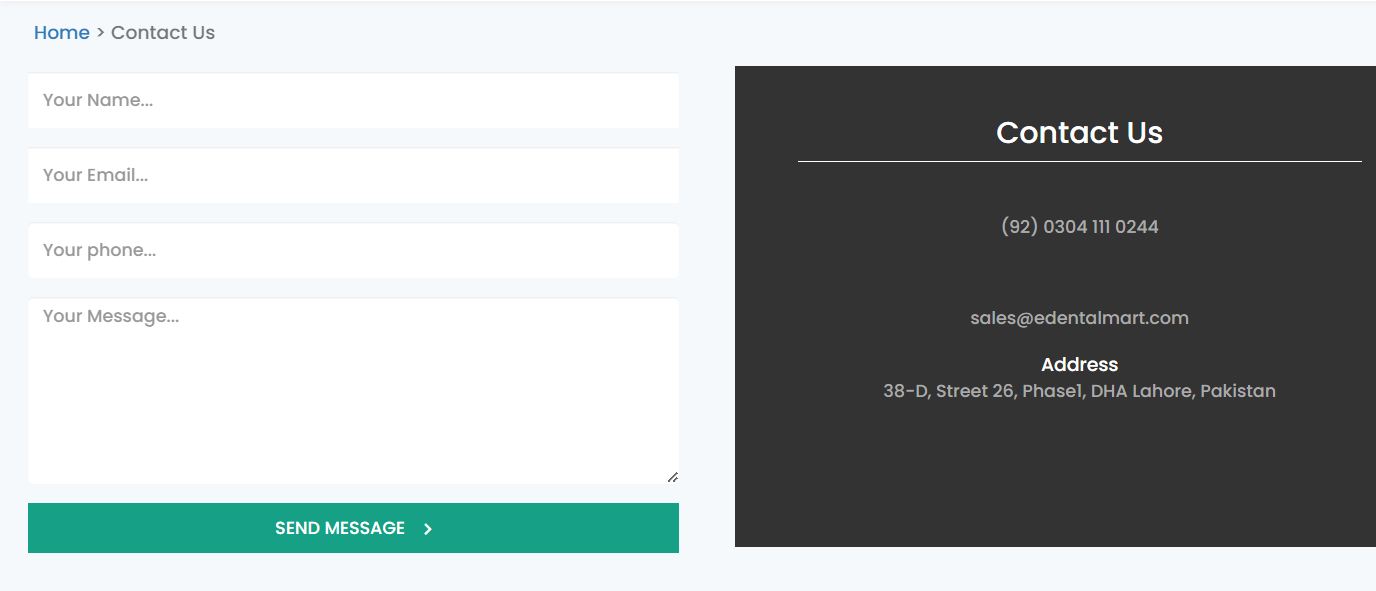 Home > Contact Us
Your Name...
Your Email...
Your phone...
Your Message...
SEND MESSAGE
Contact Us
(92) 0304 111 0244
sales@edentalmart.com
Address
38-D, Street 26, Phase1, DHA Lahore, Pakistan